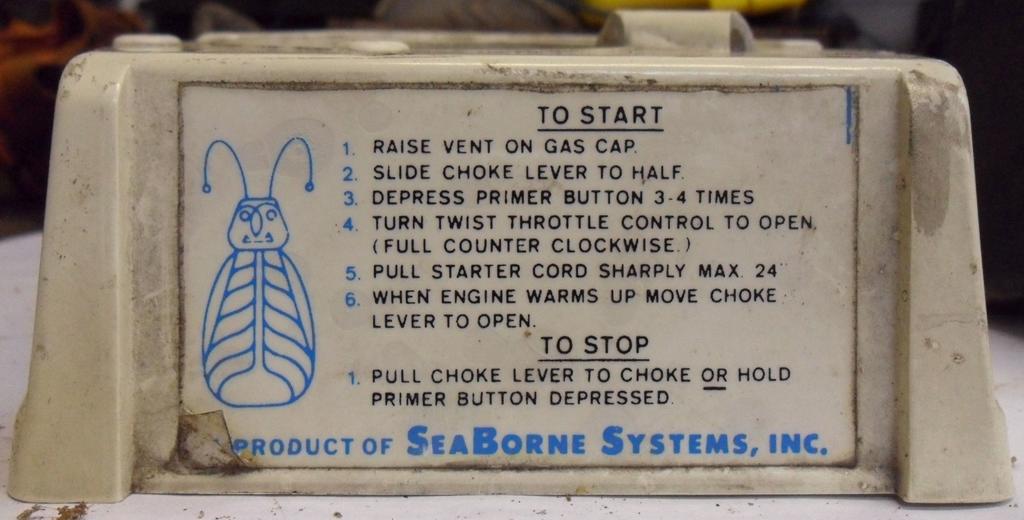 TO START
1. RAISE VENT ON GAS CAP.
2. SLIDE CHOKE LEVER TO HALF.
3. DEPRESS PRIMER BUTTON 3-4 TIMES
4. TURN TWIST THROTTLE CONTROL TO OPEN.
(FULL COUNTER CLOCKWISE.)
5. PULL STARTER CORD SHARPLY MAX. 24"
6. WHEN ENGINE WARMS UP MOVE CHOKE
LEVER TO OPEN.
TO STOP
1. PULL CHOKE LEVER TO CHOKE OR HOLD
PRIMER BUTTON DEPRESSED.
PRODUCT OF SEABORNE SYSTEMS, INC.